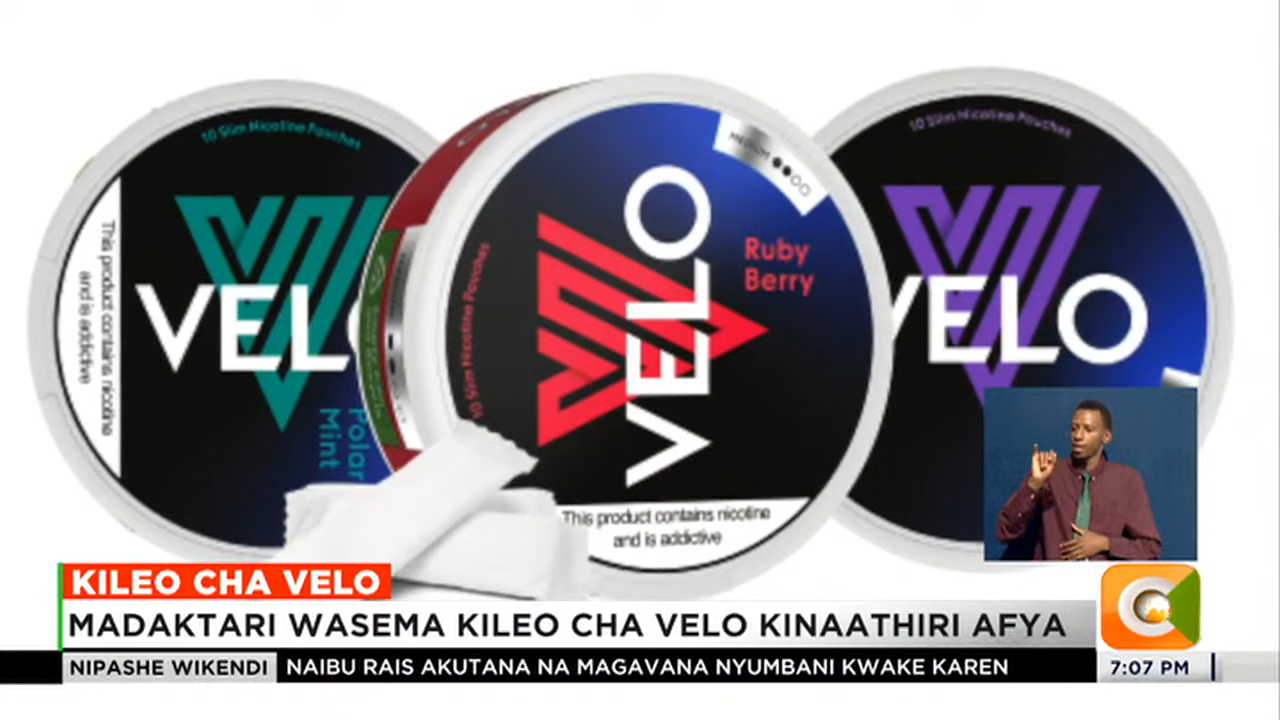 10 Slim Nicotine Pouches
VELO
Polar
Mint
This product contains nicotine
and is addictive
MEDIUM
10 Slim Nicotine Pouches
VELO
Ruby
Berry
This product contains nicotine
and is addictive
10 Slim Nicotine Pouches
VELO
KILEO CHA VELO
MADAKTARI WASEMA KILEO CHA VELO KINAATHIRI AFYA
NIPASHE WIKENDI
NAIBU RAIS AKUTANA NA MAGAVANA NYUMBANI KWAKE KAREN
7:07 PM